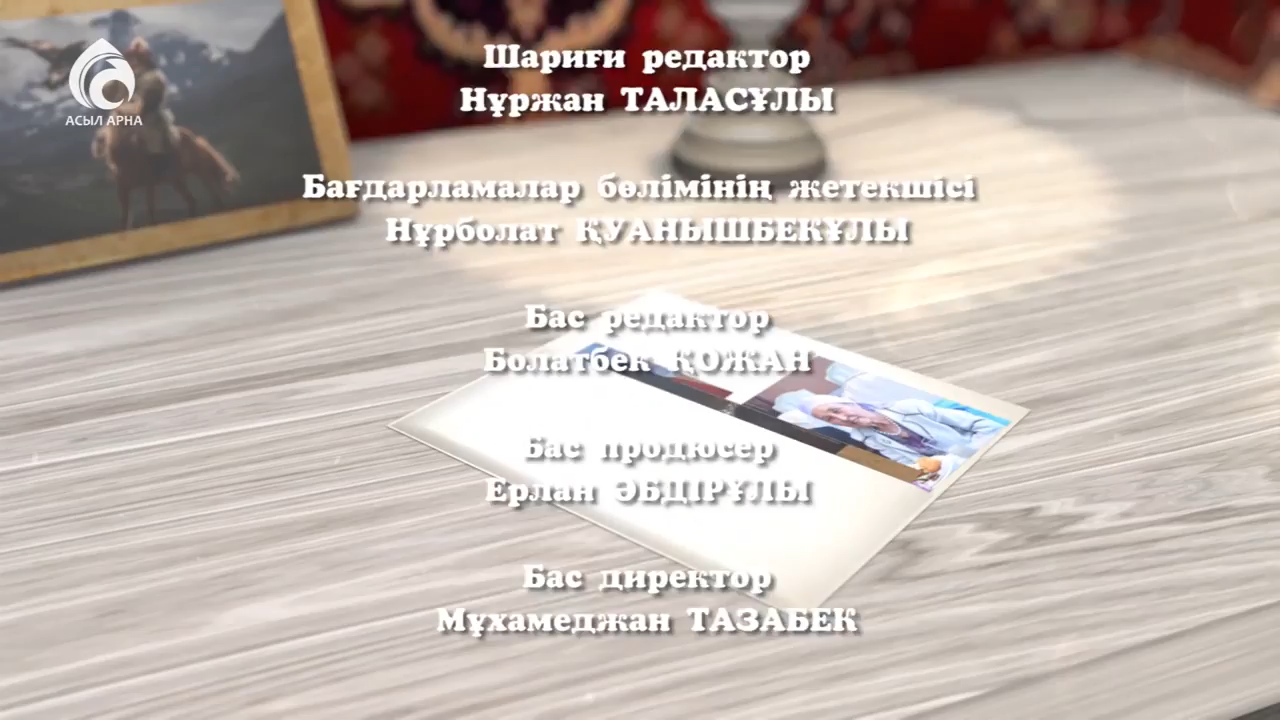 АСЫЛ АРНА
Шариғи редактор
Нұржан ТАЛАСҰЛЫ
Бағдарламалар бөлімінің жетекшісі
Нұрболат ҚУАНЫШБЕКҰЛЫ
Бас редактор
Болатбек ҚОЖАН
Бас продюсер
Ерлан ӘБДІРҰЛЫ
Бас директор
Мұхамеджан ТАЗАБЕК